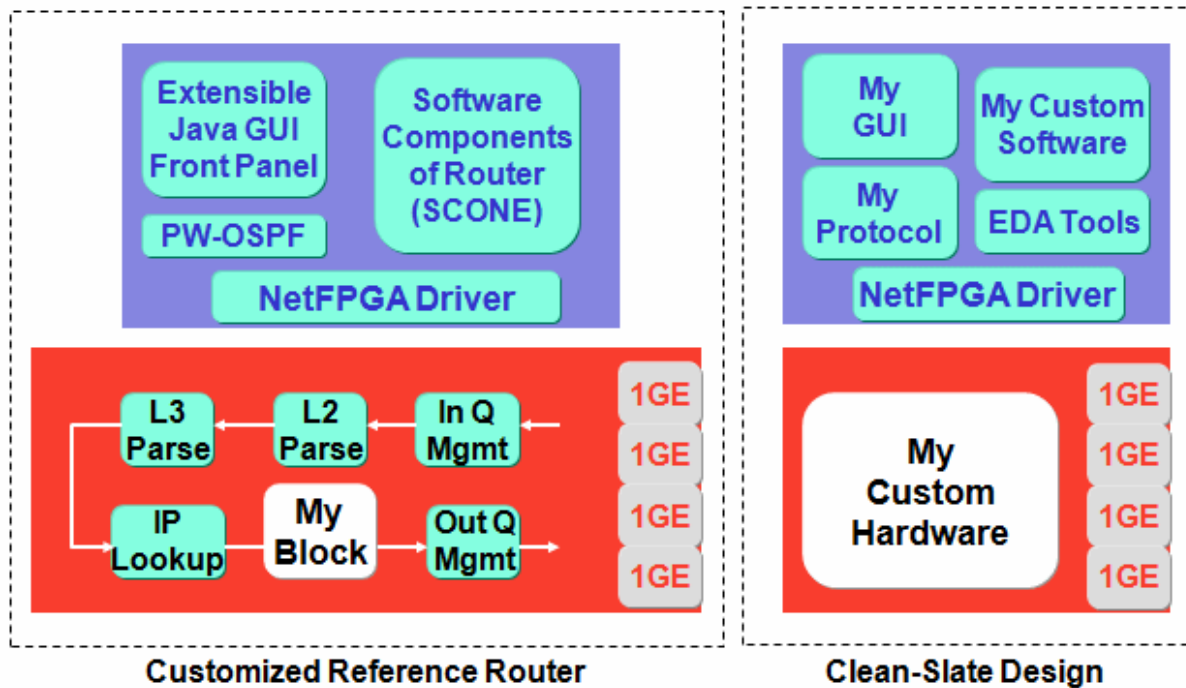 Extensible
Java GUI
Front Panel
Software
Components
of Router
(SCONE)
PW-OSPF
NetFPGA Driver
L3
Parse
L2
Parse
In Q
Mgmt
IP
Lookup
My
Block
Out Q
Mgmt
1GE
1GE
1GE
1GE
Customized Reference Router
My
GUI
My Custom
Software
My
Protocol
EDA Tools
NetFPGA Driver
My
Custom
Hardware
1GE
1GE
1GE
1GE
Clean-Slate Design